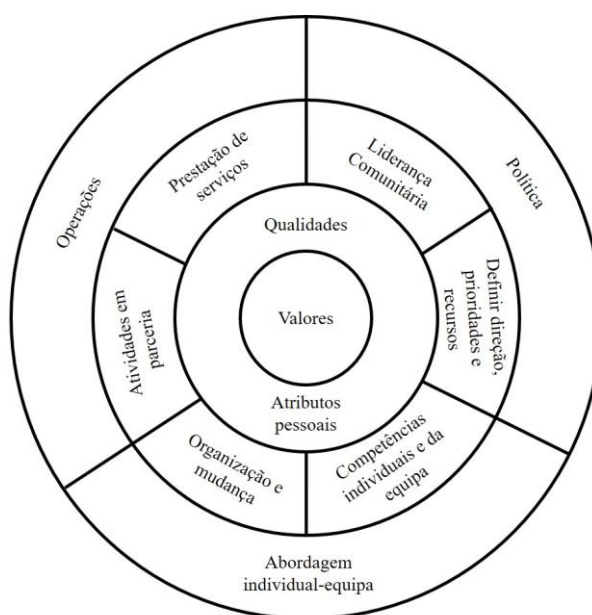 Operações
Política
Prestação de
serviços
Liderança
Comunitária
Definir direção,
prioridades e
recursos
Atividades em
parceria
Qualidades
Valores
Atributos
pessoais
Organização e
mudança
Competências
individuais e da
equipa
Abordagem
individual-equipa